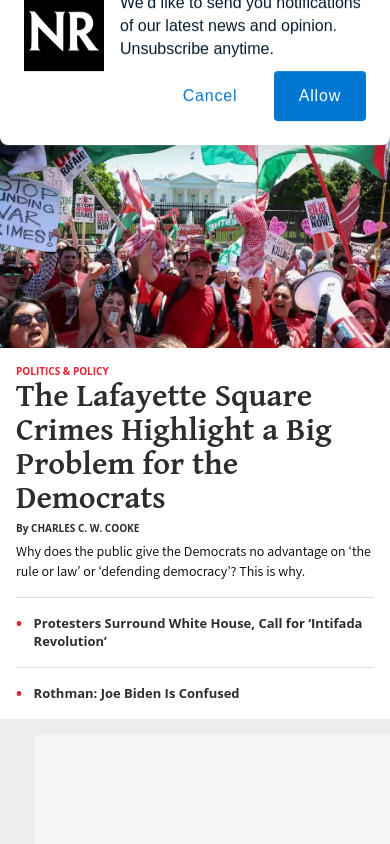 We'd like to send you notifications
NR
of our latest news and opinion.
Unsubscribe anytime.
Cancel
Allow
RAFAH!
STOP
FUNDING
WAR
CRIMES!
POLITICS & POLICY
The Lafayette Square
Crimes Highlight a Big
Problem for the
Democrats
By CHARLES C. W. COOKE
Why does the public give the Democrats no advantage on ‘the
rule or law’ or ‘defending democracy’? This is why.
• Protesters Surround White House, Call for ‘Intifada
Revolution’
• Rothman: Joe Biden Is Confused